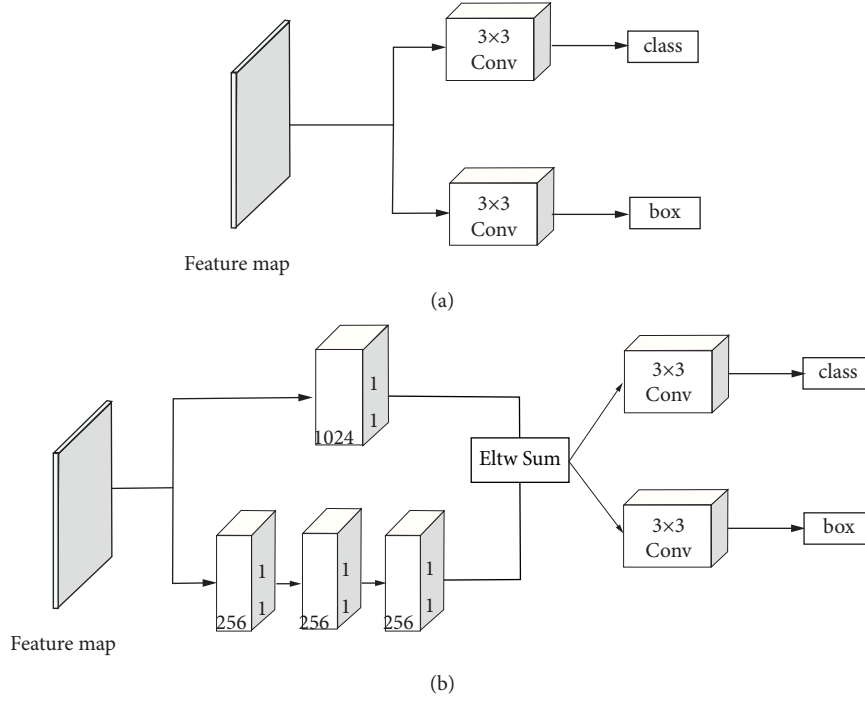 3×3
Conv
class
3×3
Conv
box
Feature map
(a)
1
1
1024
3×3
Conv
class
Eltw Sum
1
1
256
1
1
256
1
1
256
3×3
Conv
box
Feature map
(b)